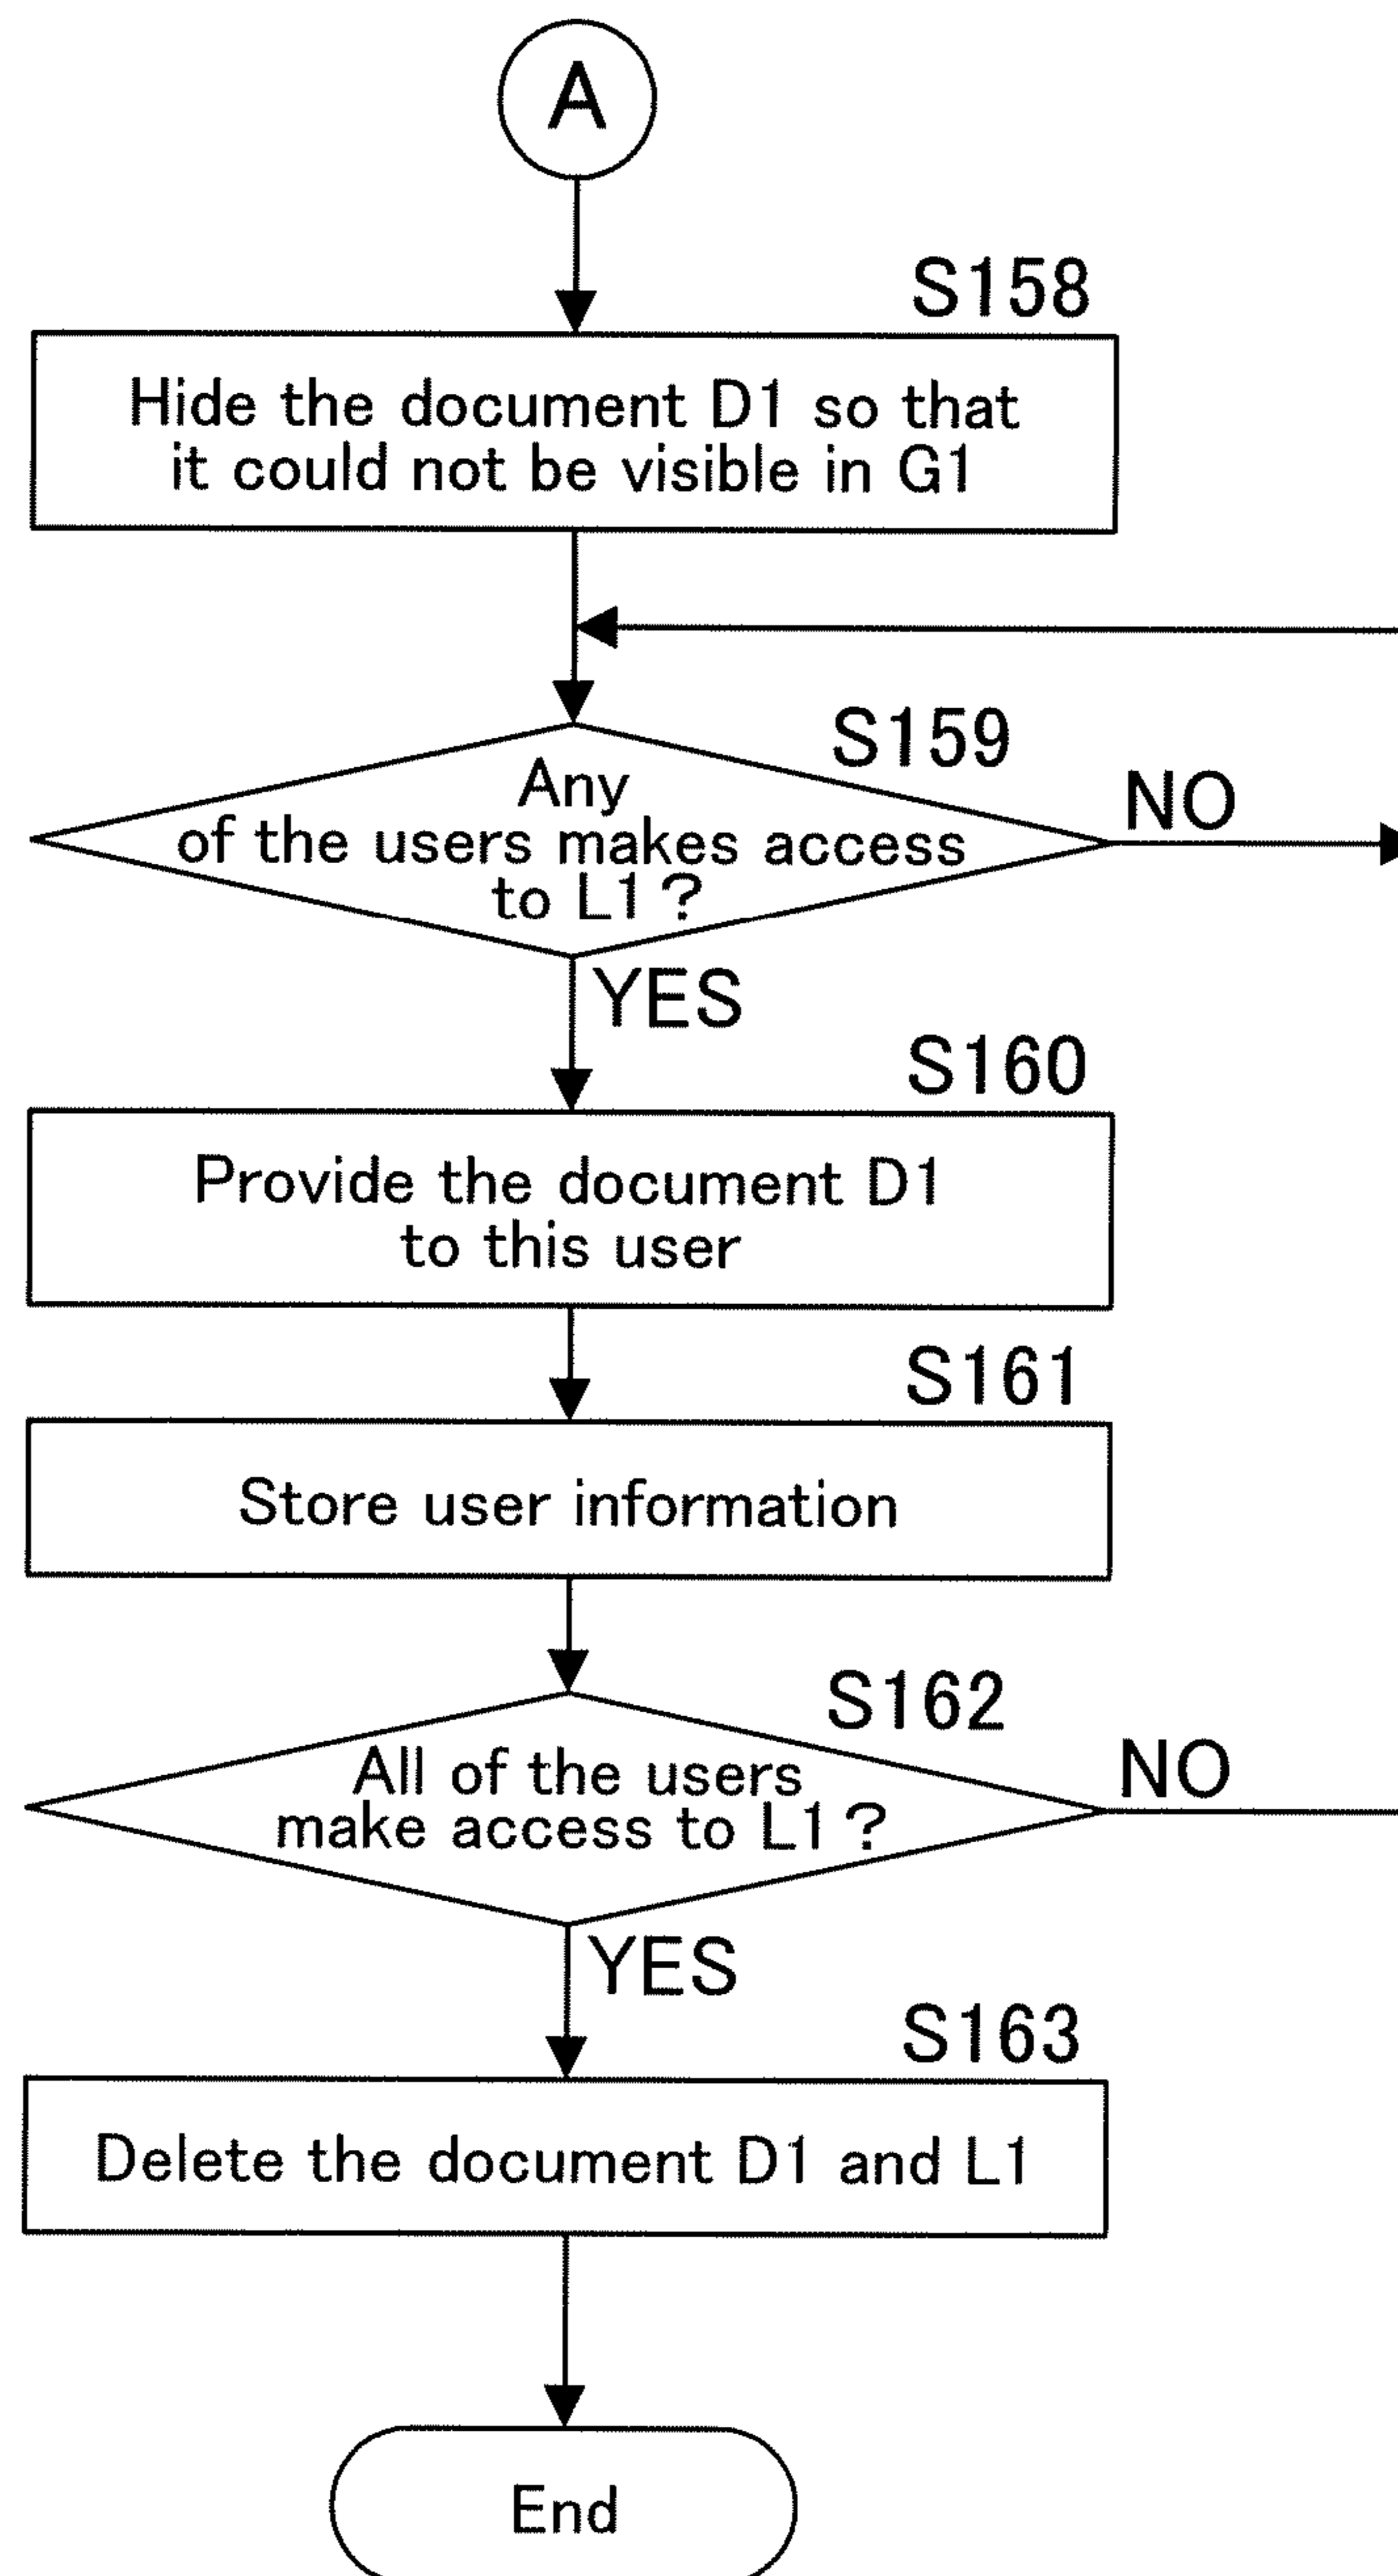 A
S158
Hide the document D1 so that
it could not be visible in G1
S159
Any
of the users makes access
to L1?
NO
YES
S160
Provide the document D1
to this user
S161
Store user information
S162
All of the users
make access to L1?
NO
YES
S163
Delete the document D1 and L1
End